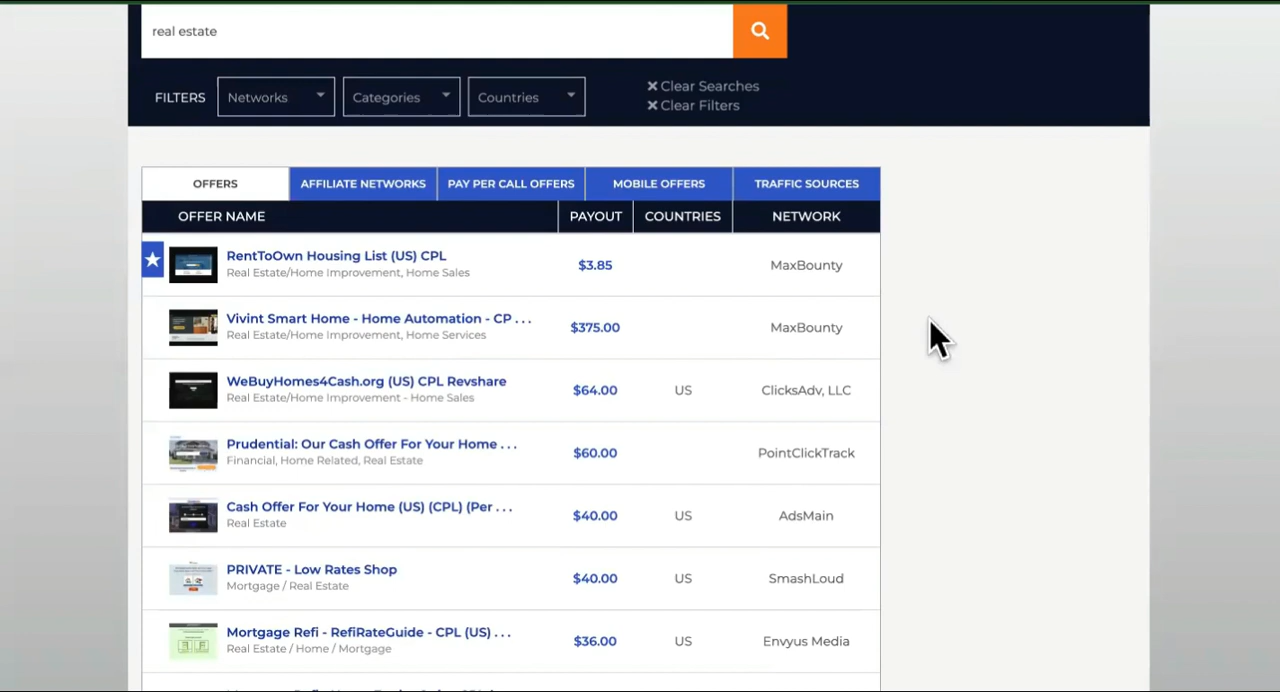 real estate
FILTERS Networks Categories Countries
Clear Searches
Clear Filters
OFFERS AFFILIATE NETWORKS PAY PER CALL OFFERS MOBILE OFFERS TRAFFIC SOURCES
OFFER NAME PAYOUT COUNTRIES NETWORK
RentToOwn Housing List (US) CPL
Real Estate/Home Improvement, Home Sales
$3.85 MaxBounty
Vivint Smart Home - Home Automation - CP . . .
Real Estate/Home Improvement, Home Services
$375.00 MaxBounty
WeBuyHomes4Cash.org (US) CPL Revshare
Real Estate/Home Improvement - Home Sales
$64.00 US ClicksAdv, LLC
Prudential: Our Cash Offer For Your Home . . .
Financial, Home Related, Real Estate
$60.00 PointClickTrack
Cash Offer For Your Home (US) (CPL) (Per . . .
Real Estate
$40.00 US AdsMain
PRIVATE - Low Rates Shop
Mortgage / Real Estate
$40.00 US SmashLoud
Mortgage Refi - RefiRateGuide - CPL (US) . . .
Real Estate / Home / Mortgage
$36.00 US Envyus Media